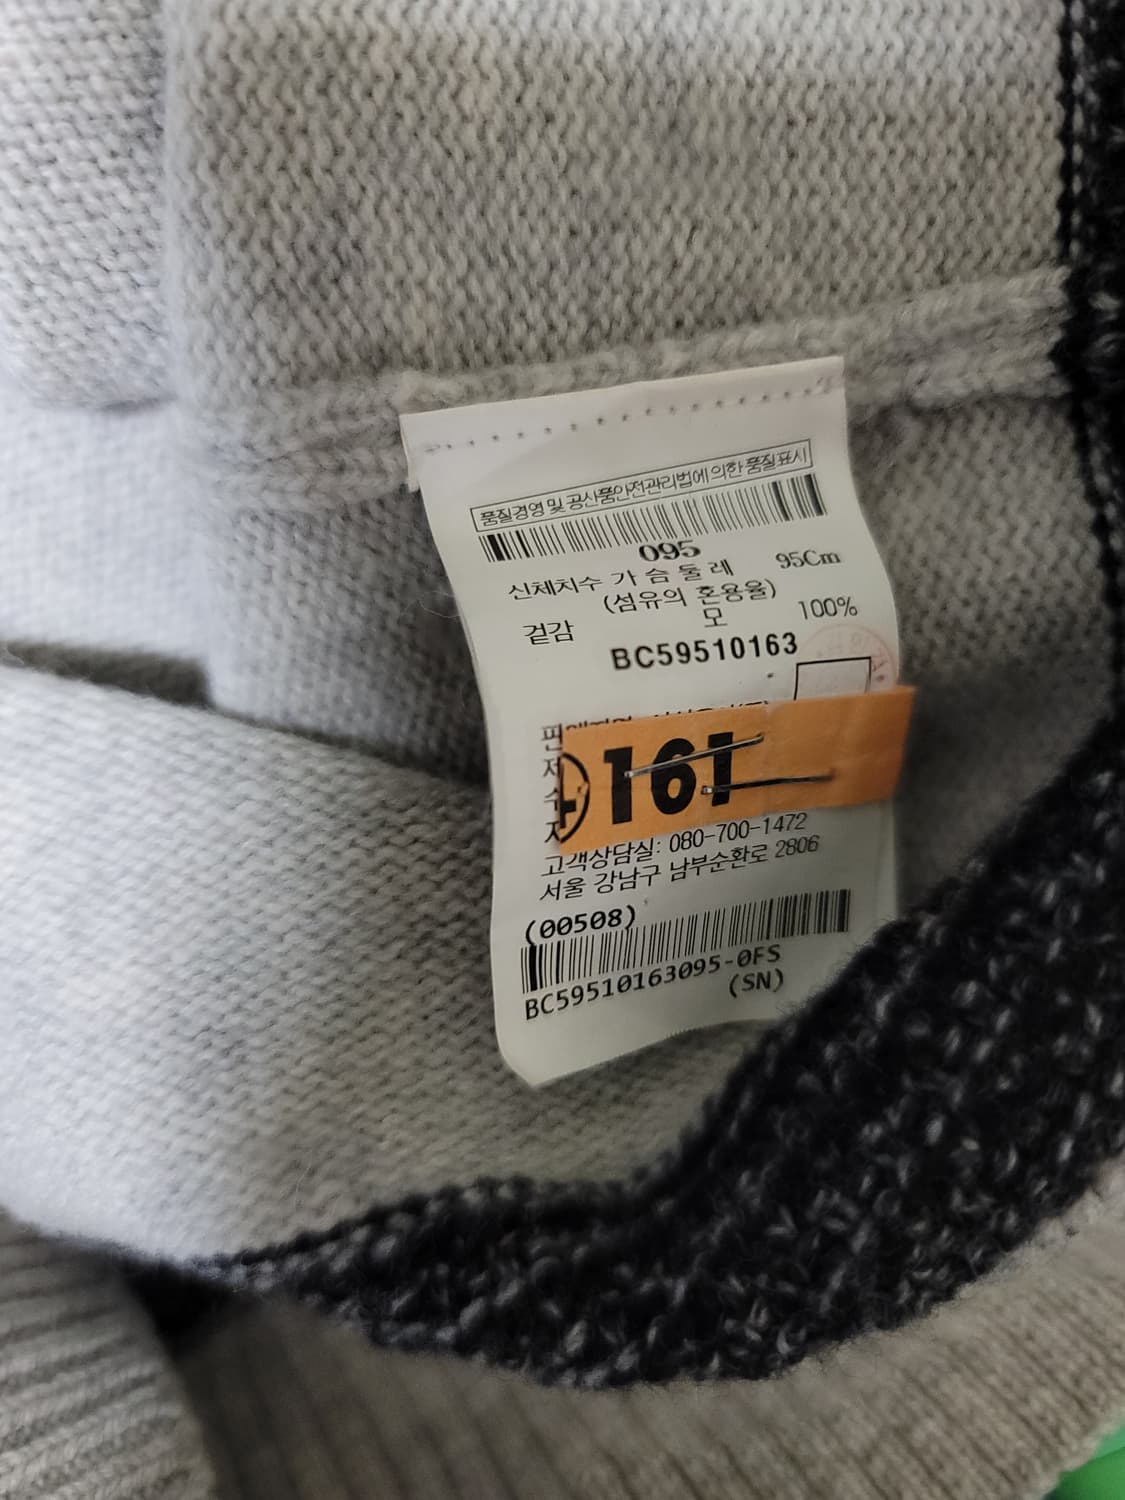 품질경영 및 공산품안전관리법에 의한 품질표시
095
신체치수 가 슴 둘 레 95Cm
(섬유의 혼용율)
겉감 모 100%
BC59510163
161
고객상담실: 080-700-1472
서울 강남구 남부순환로 2806
(00508)
BC59510163095-0FS
(SN)